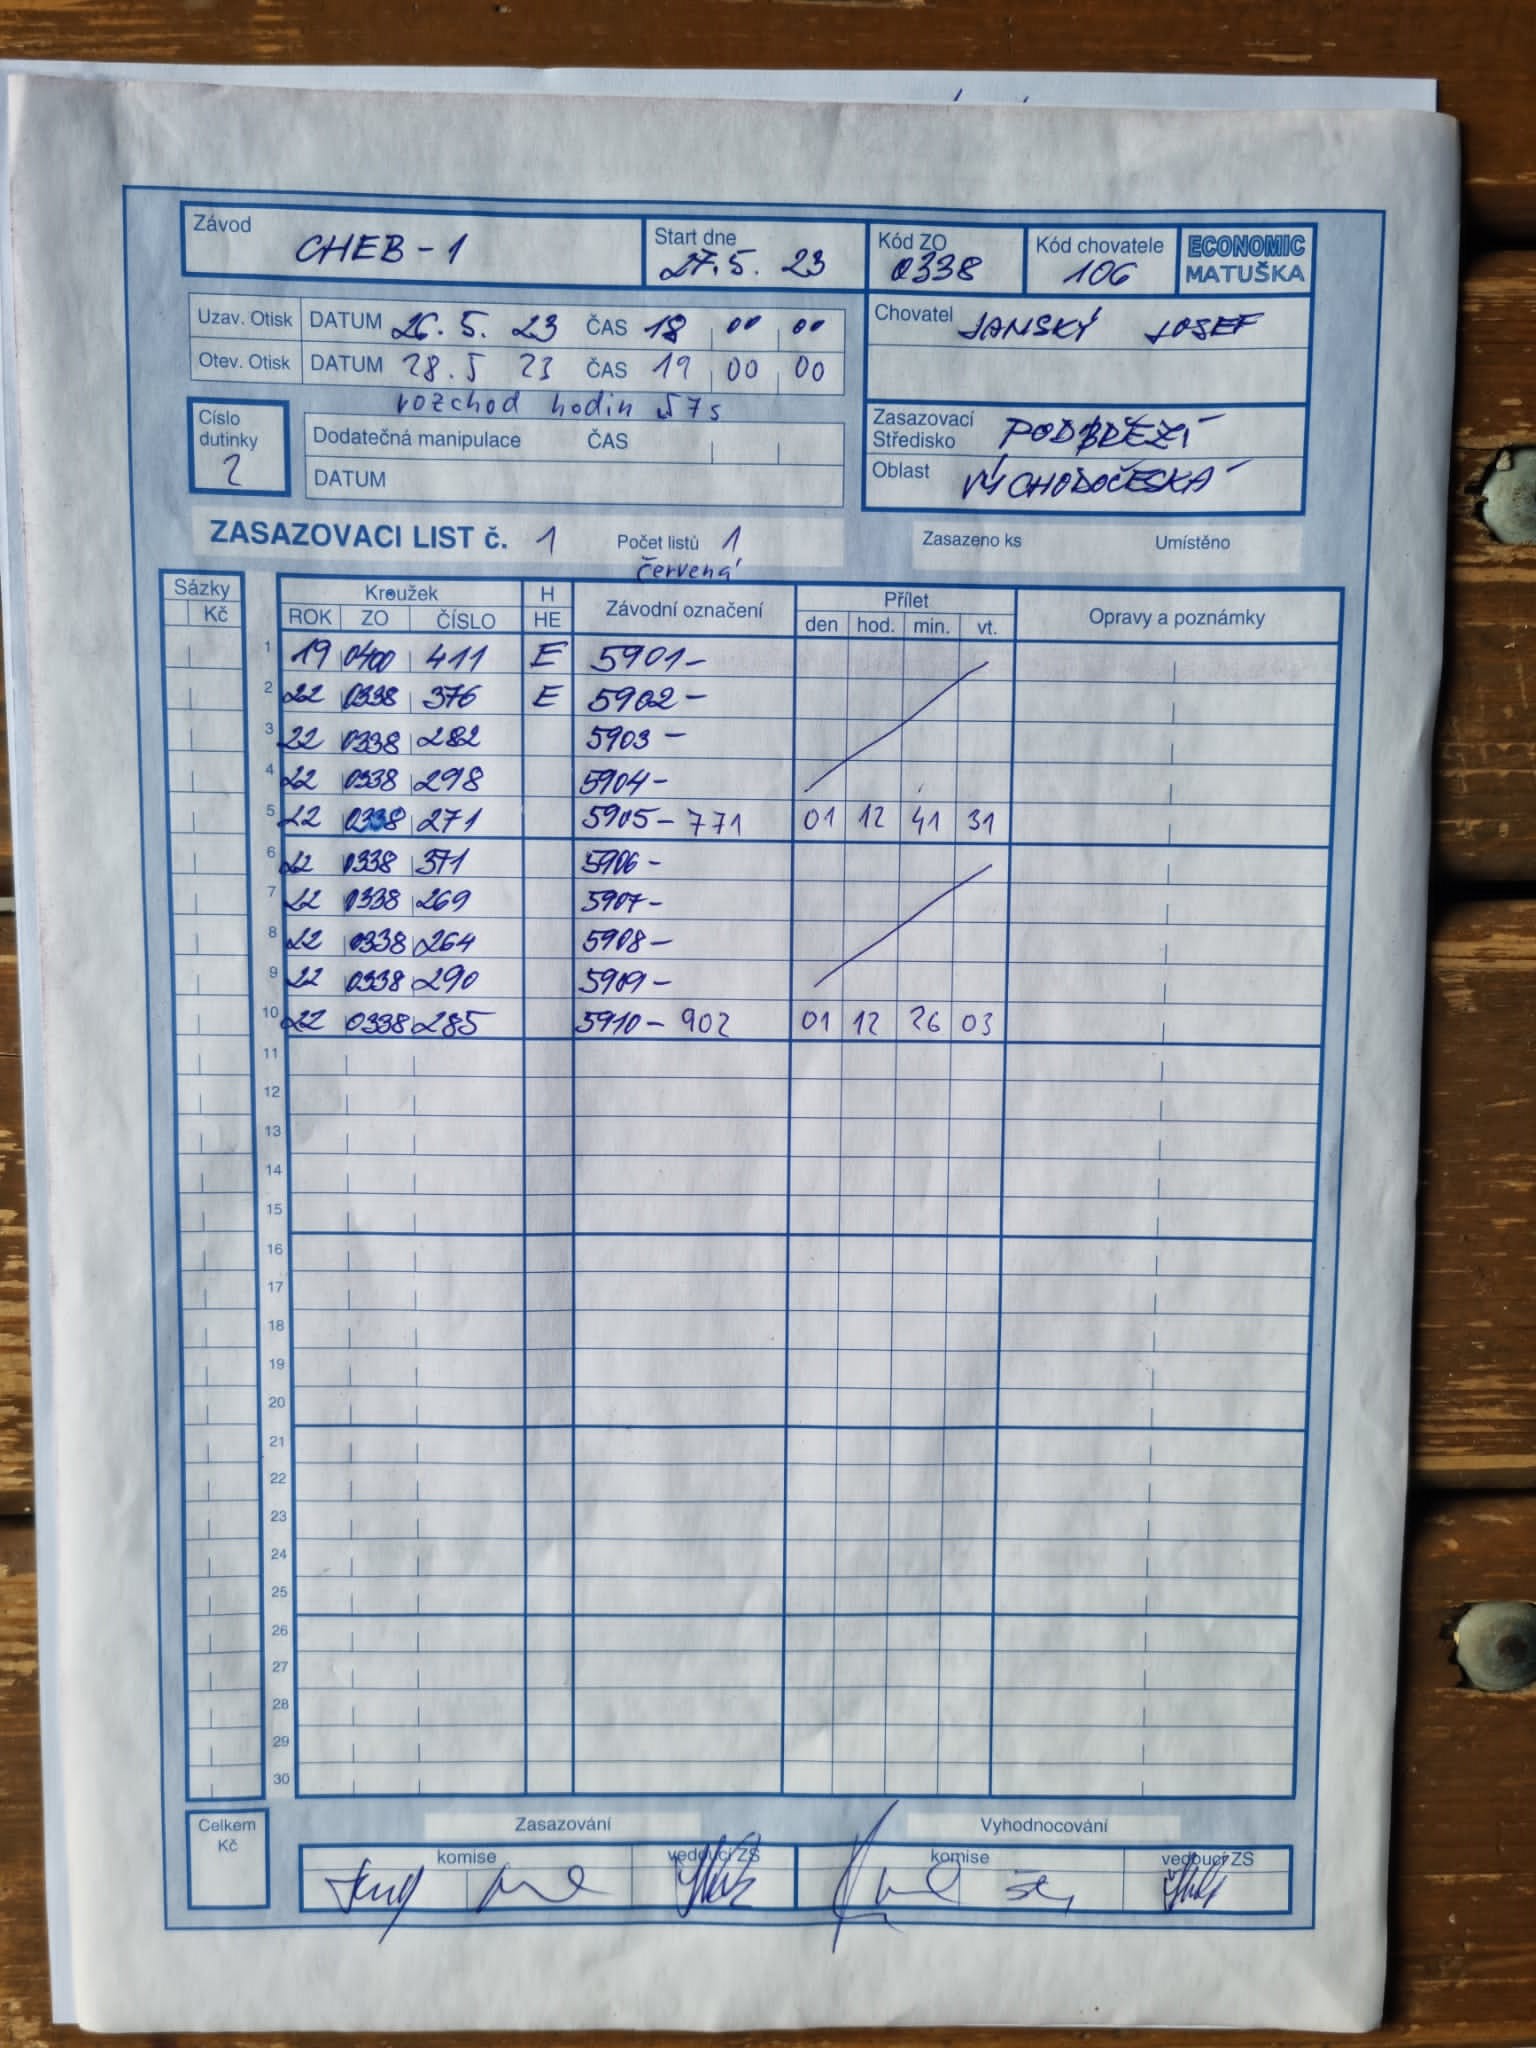 Závod CHEB-1 Start dne 27.5. 23 Kód ZO 0338 Kód chovatele 106 ECONOMIC MATUŠKA
Uzav. Otisk DATUM 26. 5. 23 ČAS 18 00 00
Otev. Otisk DATUM 28. 5 23 ČAS 19 00 00
rozchod hodin 57s
Chovatel JANSKÝ JOSEF
Číslo dutinky 2
Dodatečná manipulace ČAS
DATUM
Zasazovací Středisko PODBŘEZÍ
Oblast VÝCHODOČESKÁ
ZASAZOVACI LIST č. 1 Počet listů 1 Zasazeno ks Umístěno
červená
Sázky Kroužek H Závodní označení Přílet Opravy a poznámky
Kč ROK ZO ČÍSLO HE den hod. min. vt.
1 19 0400 411 E 5901-
2 22 0338 376 E 5902-
3 22 0338 282 5903-
4 22 0338 298 5904-
5 22 0338 271 5905-771 01 12 41 31
6 22 0338 371 5906-
7 22 0338 269 5907-
8 22 0338 264 5908-
9 22 0338 290 5909-
10 22 0338 285 5910-902 01 12 26 03
11
12
13
14
15
16
17
18
19
20
21
22
23
24
25
26
27
28
29
30
Celkem Kč Zasazování Vyhodnocování
komise vedoucí ZS komise vedoucí ZS